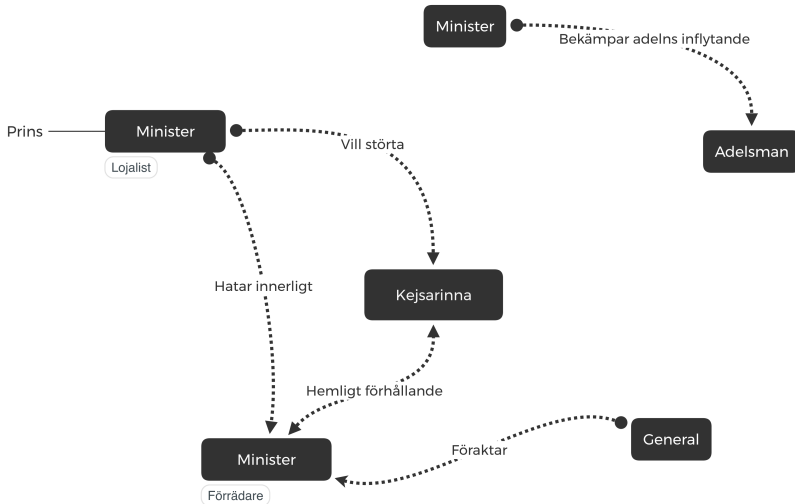 Minister
Bekämpar adelns inflytande
Prins
Minister
Adelsman
Vill störta
Lojalist
Hatar innerligt
Kejsarinna
Hemligt förhållande
General
Föraktar
Minister
Förrädare